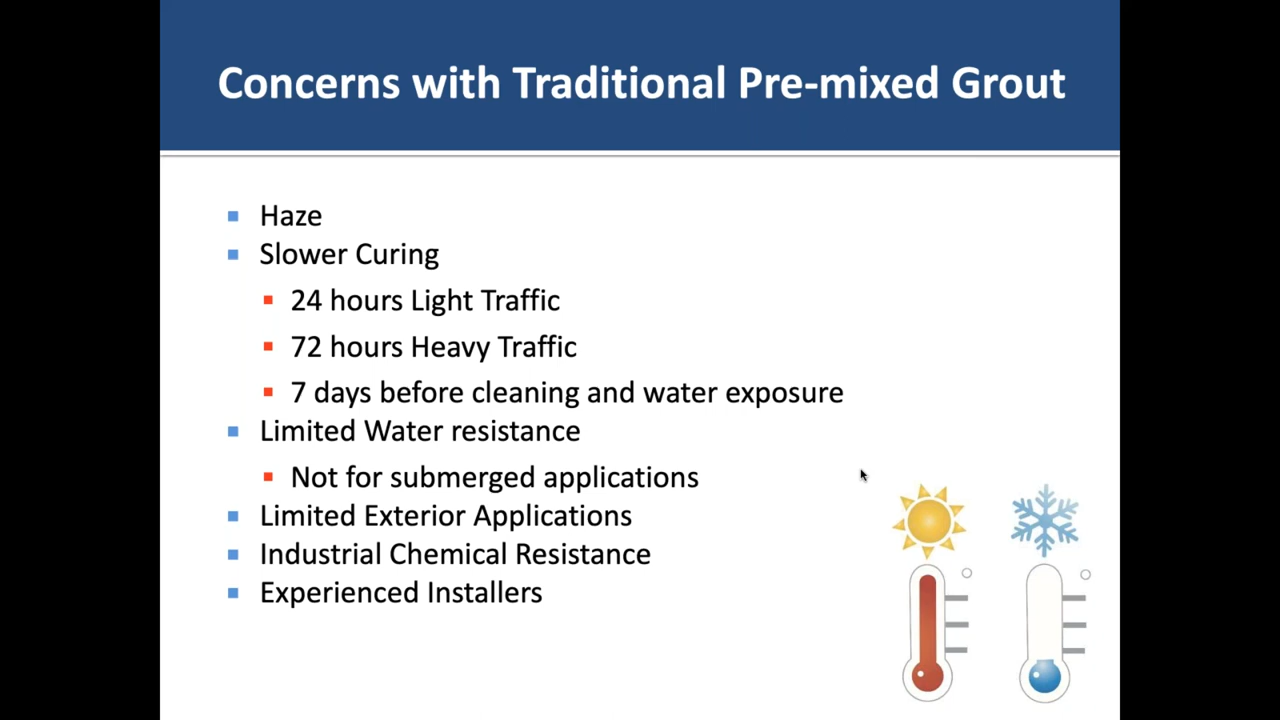 Concerns with Traditional Pre-mixed Grout
Haze
Slower Curing
24 hours Light Traffic
72 hours Heavy Traffic
7 days before cleaning and water exposure
Limited Water resistance
Not for submerged applications
Limited Exterior Applications
Industrial Chemical Resistance
Experienced Installers